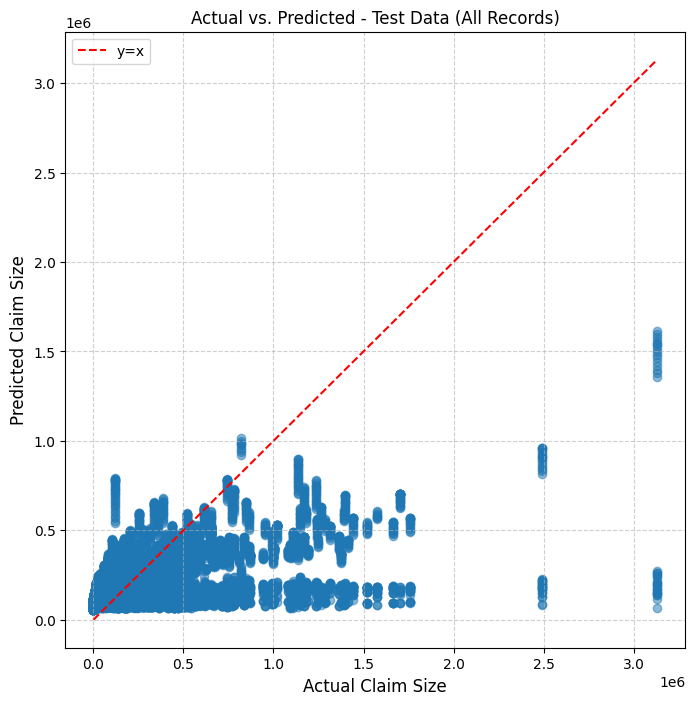 Actual vs. Predicted - Test Data (All Records)
1e6
y=x
3.0
2.5
2.0
1.5
1.0
0.5
0.0
Predicted Claim Size
0.0 0.5 1.0 1.5 2.0 2.5 3.0
1e6
Actual Claim Size